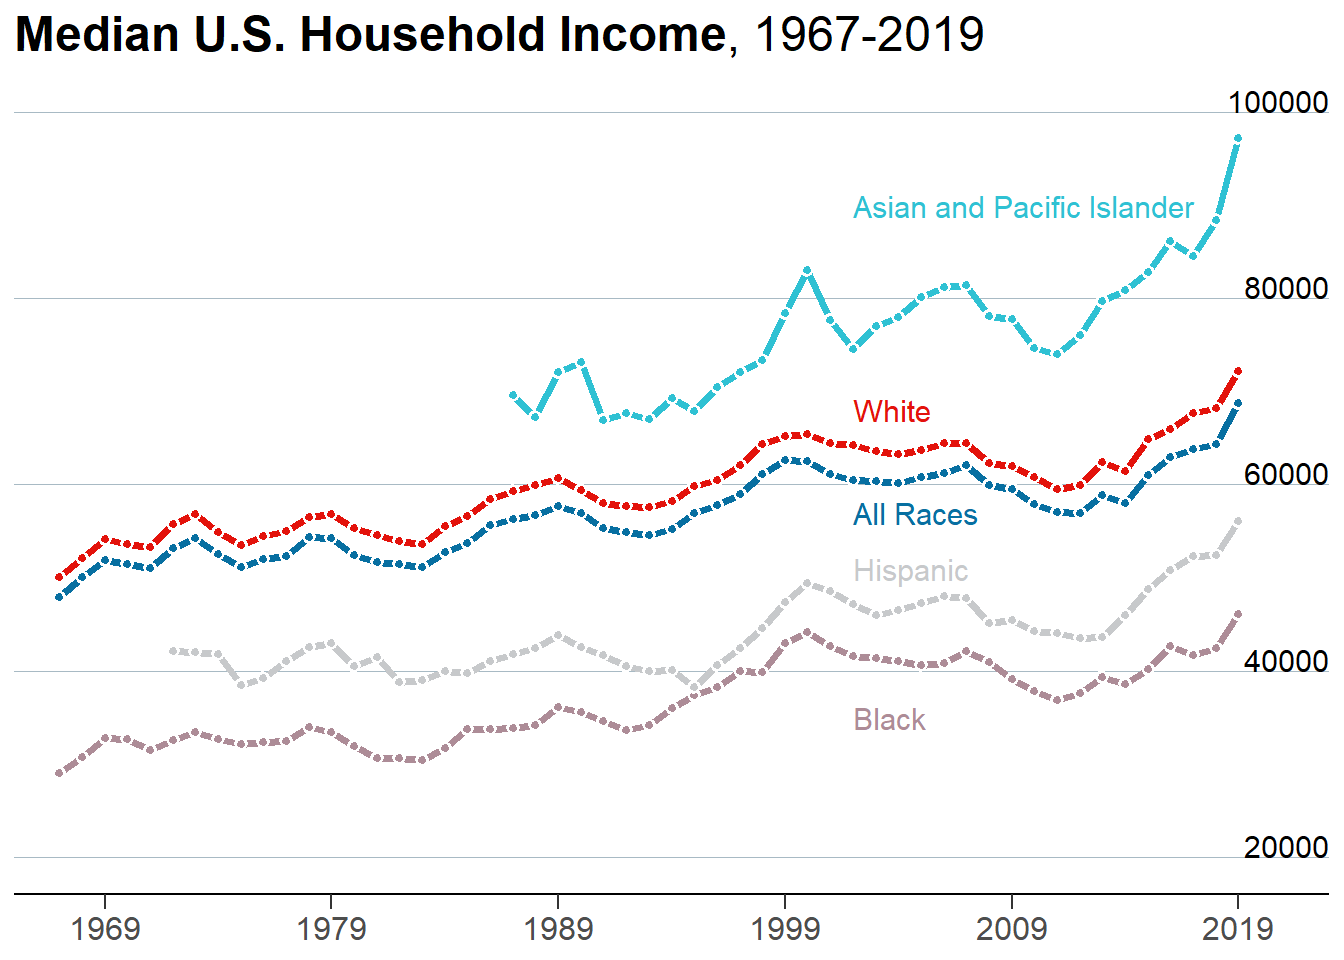 Median U.S. Household Income, 1967-2019
100000
Asian and Pacific Islander
80000
White
60000
All Races
Hispanic
40000
Black
20000
1969 1979 1989 1999 2009 2019